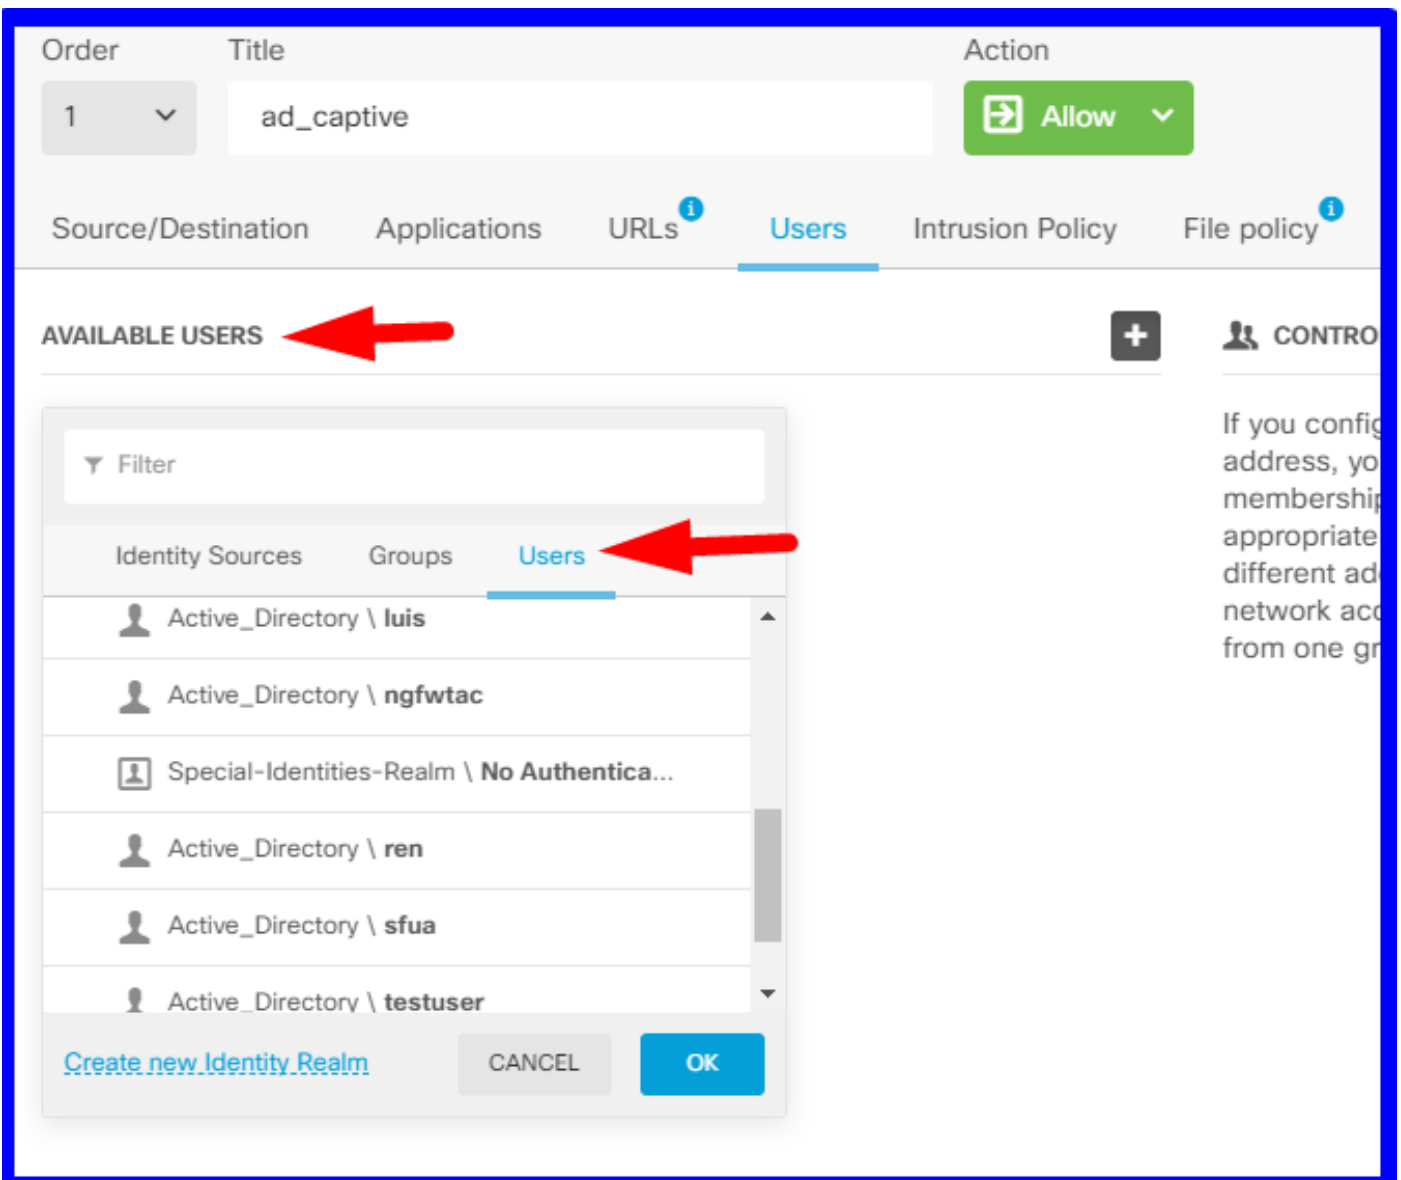 Order Title Action
1 ad_captive Allow
Source/Destination Applications URLs Users Intrusion Policy File policy
AVAILABLE USERS CONTRO
Filter
Identity Sources Groups Users
Active_Directory \ luis
Active_Directory \ ngfwtac
Special-Identities-Realm \ No Authentica...
Active_Directory \ ren
Active_Directory \ sfua
Active_Directory \ testuser
Create new Identity Realm CANCEL OK
If you config
address, yo
membership
appropriate
different ad
network acc
from one gr